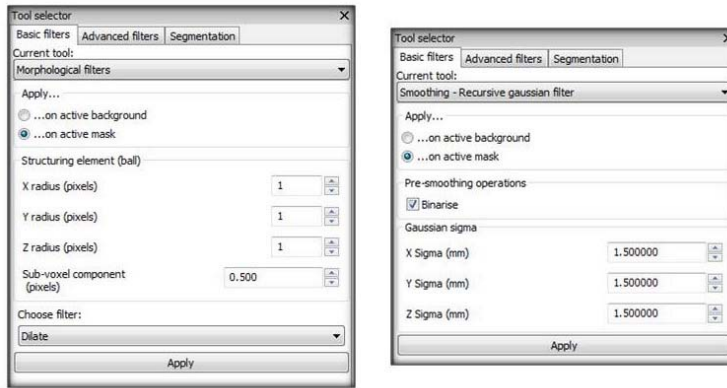 Tool selector
Basic filters Advanced filters Segmentation
Current tool:
Morphological filters
Apply...
...on active background
...on active mask
Structuring element (ball)
X radius (pixels) 1
Y radius (pixels) 1
Z radius (pixels) 1
Sub-voxel component
(pixels) 0.500
Choose filter:
Dilate
Apply
Tool selector
Basic filters Advanced filters Segmentation
Current tool:
Smoothing - Recursive gaussian filter
Apply...
...on active background
...on active mask
Pre-smoothing operations
Binarise
Gaussian sigma
X Sigma (mm) 1.500000
Y Sigma (mm) 1.500000
Z Sigma (mm) 1.500000
Apply